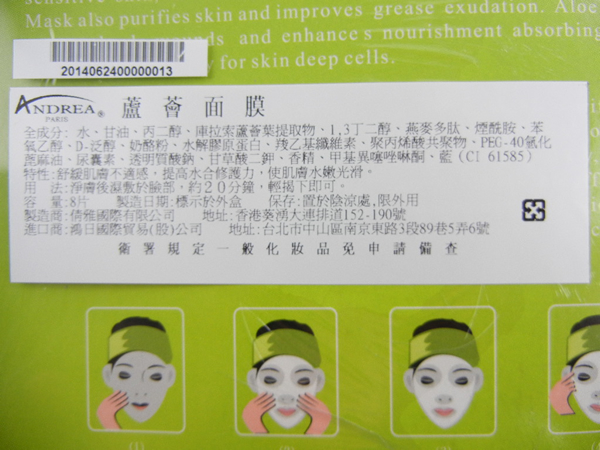 sensitive skin.
Mask also purifies skin and improves grease exudation. Aloe
and enhances nourishment absorbing
for skin deep cells.
2014062400000013
ANDREA®
PARIS
蘆薈面膜
全成分: 水、甘油、丙二醇、庫拉索蘆薈葉提取物、1,3丁二醇、燕麥多肽、煙酰胺、苯
氧乙醇、D-泛醇、奶酪粉、水解膠原蛋白、羧乙基纖維素、聚丙烯酸共聚物、PEG-40氫化
蓖麻油、尿囊素、透明質酸鈉、甘草酸二鉀、香精、甲基異噻唑啉酮、藍 (CI 61585)
特性: 舒緩肌膚不適感, 提高水合修護力, 使肌膚水嫩光滑。
用　法: 淨膚後濕敷於臉部, 約20分鐘, 輕揭下即可。
容量: 8片　製造日期: 標示於外盒　保存: 置於陰涼處,限外用
製造商: 倩雅國際有限公司　地址: 香港葵涌大連排道152-190號
進口商: 鴻日國際貿易(股)公司　地址: 台北市中山區南京東路3段89巷5弄6號
衛署規定一般化妝品免申請備查
(1)
(2)
(3)